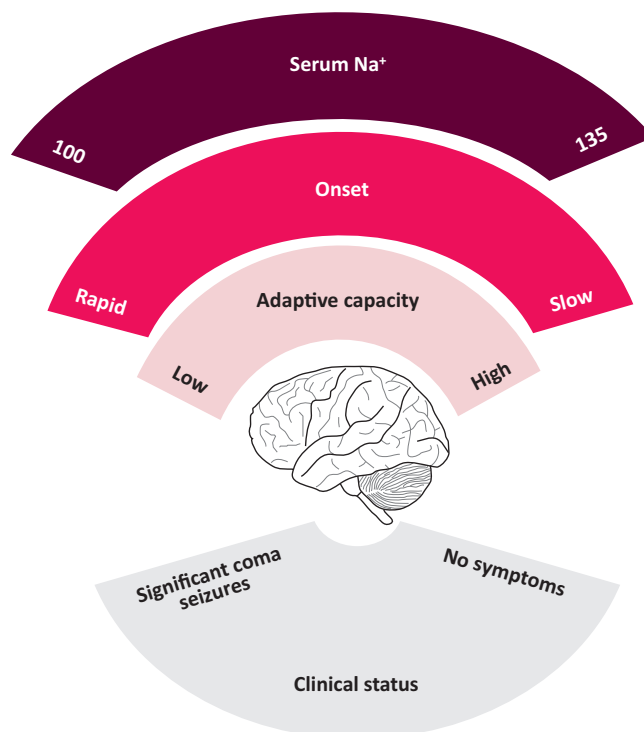 Serum Na⁺
100
135
Onset
Rapid
Slow
Adaptive capacity
Low
High
Significant coma
seizures
No symptoms
Clinical status